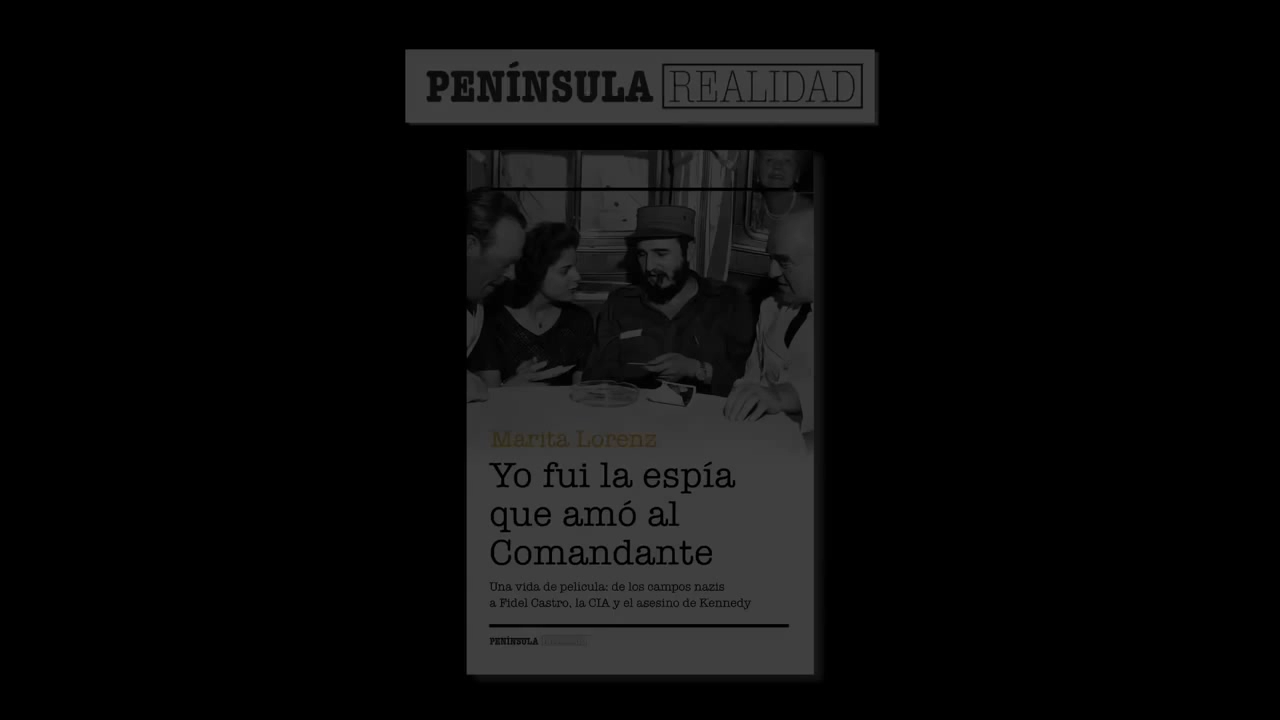 PENÍNSULA REALIDAD
Marita Lorenz
Yo fui la espía
que amó al
Comandante
Una vida de película: de los campos nazis
a Fidel Castro, la CIA y el asesino de Kennedy
PENÍNSULA